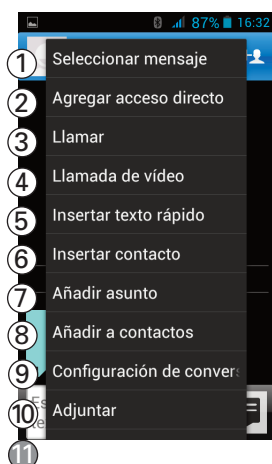 87% 16:32
1 Seleccionar mensaje
2 Agregar acceso directo
3 Llamar
4 Llamada de vídeo
5 Insertar texto rápido
6 Insertar contacto
7 Añadir asunto
8 Añadir a contactos
9 Configuración de convers
10 Adjuntar
11